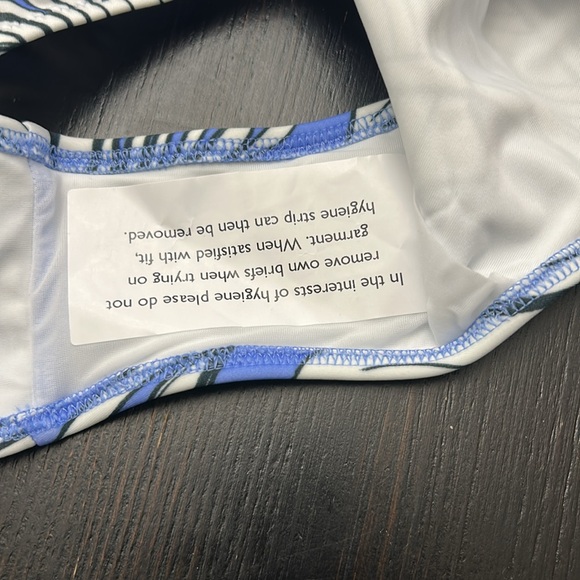 In the interests of hygiene please do not
remove own briefs when trying on
garment. When satisfied with fit,
hygiene strip can then be removed.